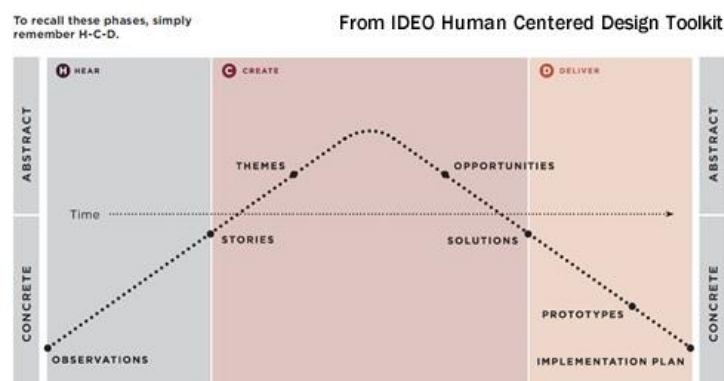 To recall these phases, simply
remember H-C-D.
From IDEO Human Centered Design Toolkit
H HEAR
C CREATE
D DELIVER
ABSTRACT
ABSTRACT
THEMES
OPPORTUNITIES
Time
STORIES
SOLUTIONS
CONCRETE
CONCRETE
PROTOTYPES
OBSERVATIONS
IMPLEMENTATION PLAN